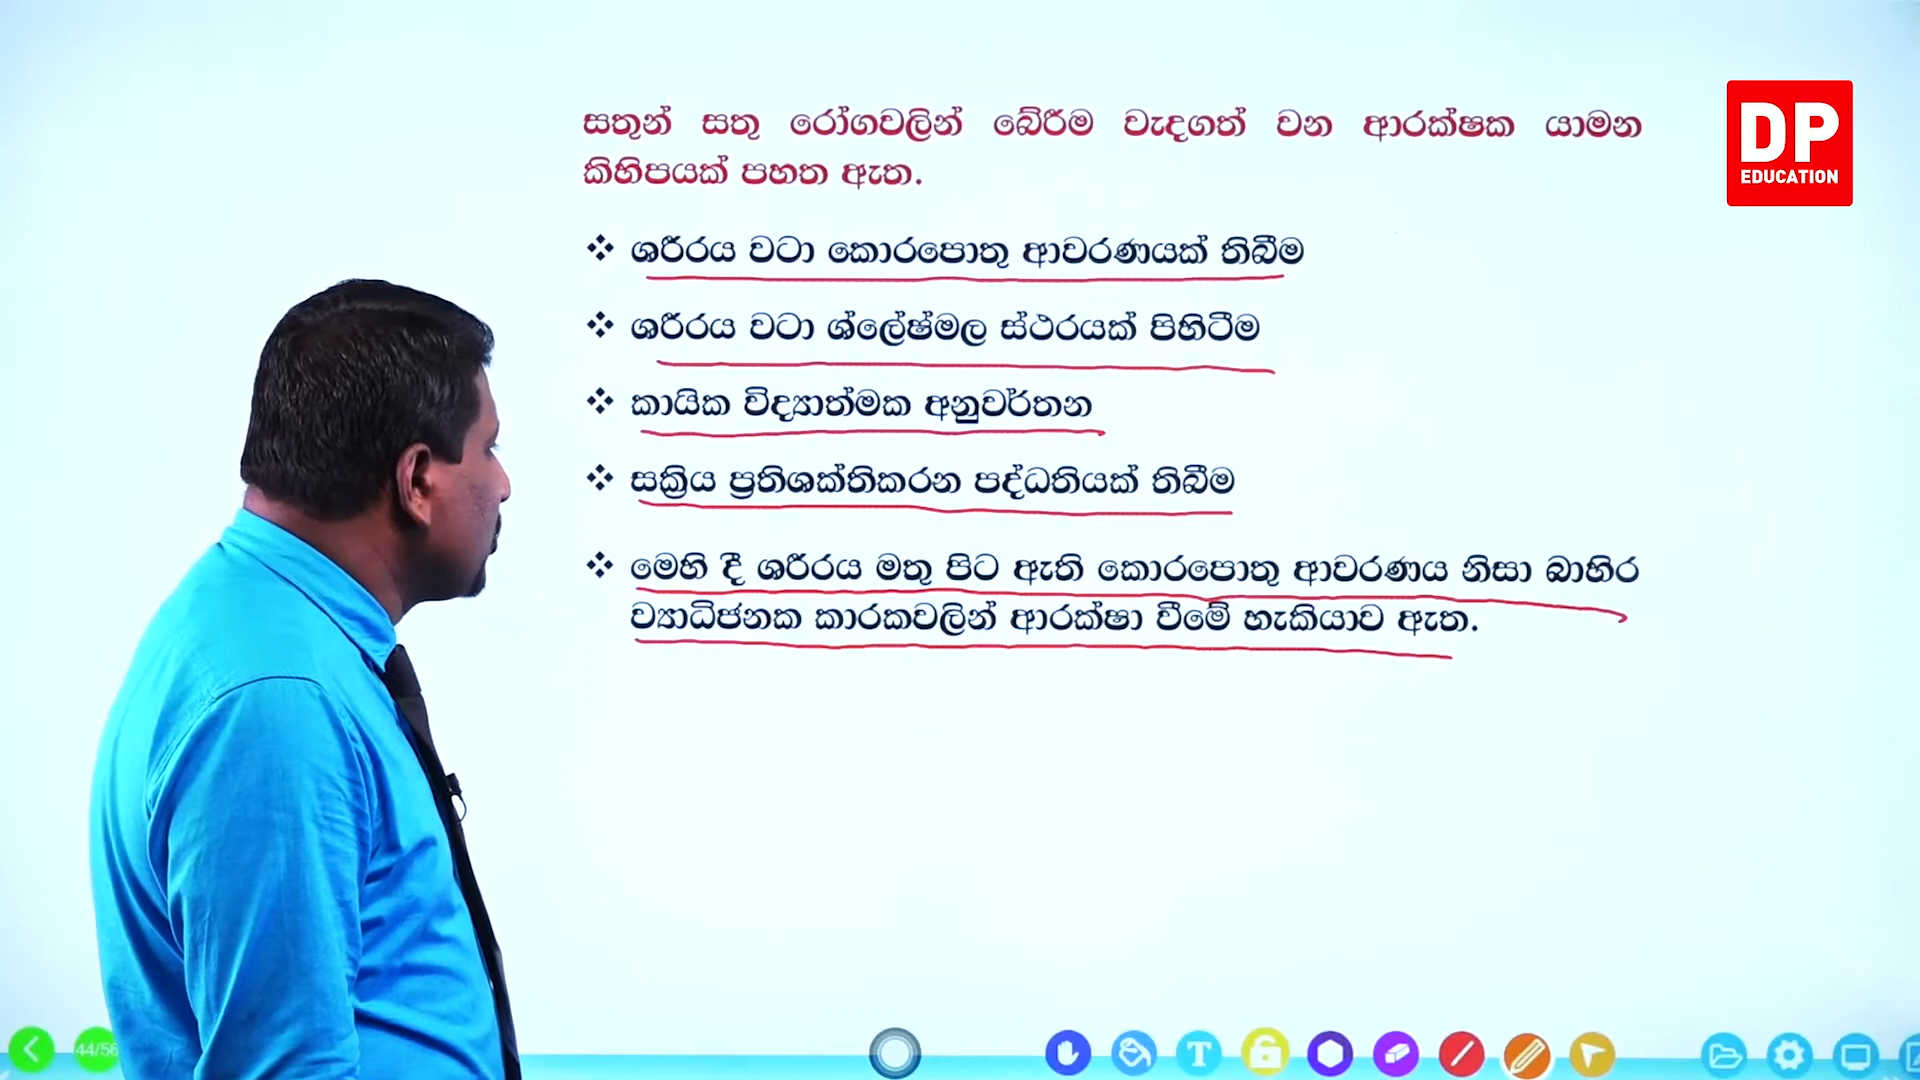 සතුන් සතු රෝගවලින් බේරීම වැදගත් වන ආරක්ෂක යාමන
කිහිපයක් පහත ඇත.
DP
EDUCATION
❖ ශරීරය වටා කොරපොතු ආවරණයක් තිබීම
❖ ශරීරය වටා ශ්ලේෂ්මල ස්ථරයක් පිහිටීම
❖ කායික විද්‍යාත්මක අනුවර්තන
❖ සක්‍රිය ප්‍රතිශක්තිකරන පද්ධතියක් තිබීම
❖ මෙහි දී ශරීරය මතු පිට ඇති කොරපොතු ආවරණය නිසා බාහිර
ව්‍යාධිජනක කාරකවලින් ආරක්ෂා වීමේ හැකියාව ඇත.
44/56
T